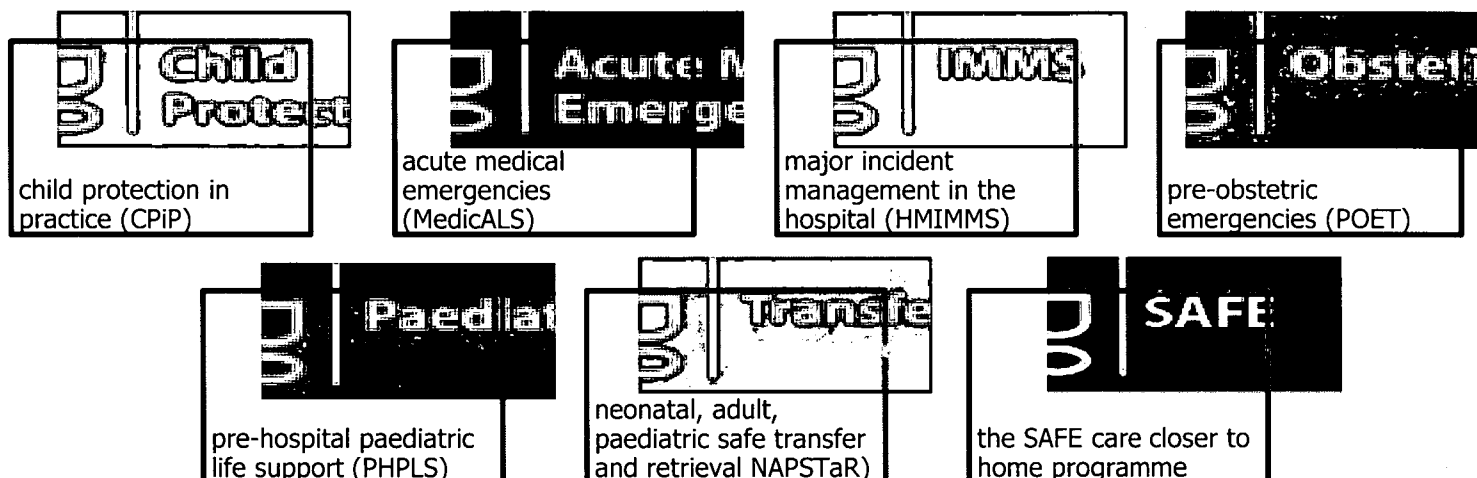 Child
Protect
child protection in
practice (CPiP)
Acute M
Emerge
acute medical
emergencies
(MedicALS)
IMMS
major incident
management in the
hospital (HMIMMS)
Obstetri
pre-obstetric
emergencies (POET)
Paediat
pre-hospital paediatric
life support (PHPLS)
Transfe
neonatal, adult,
paediatric safe transfer
and retrieval NAPSTaR)
SAFE
the SAFE care closer to
home programme